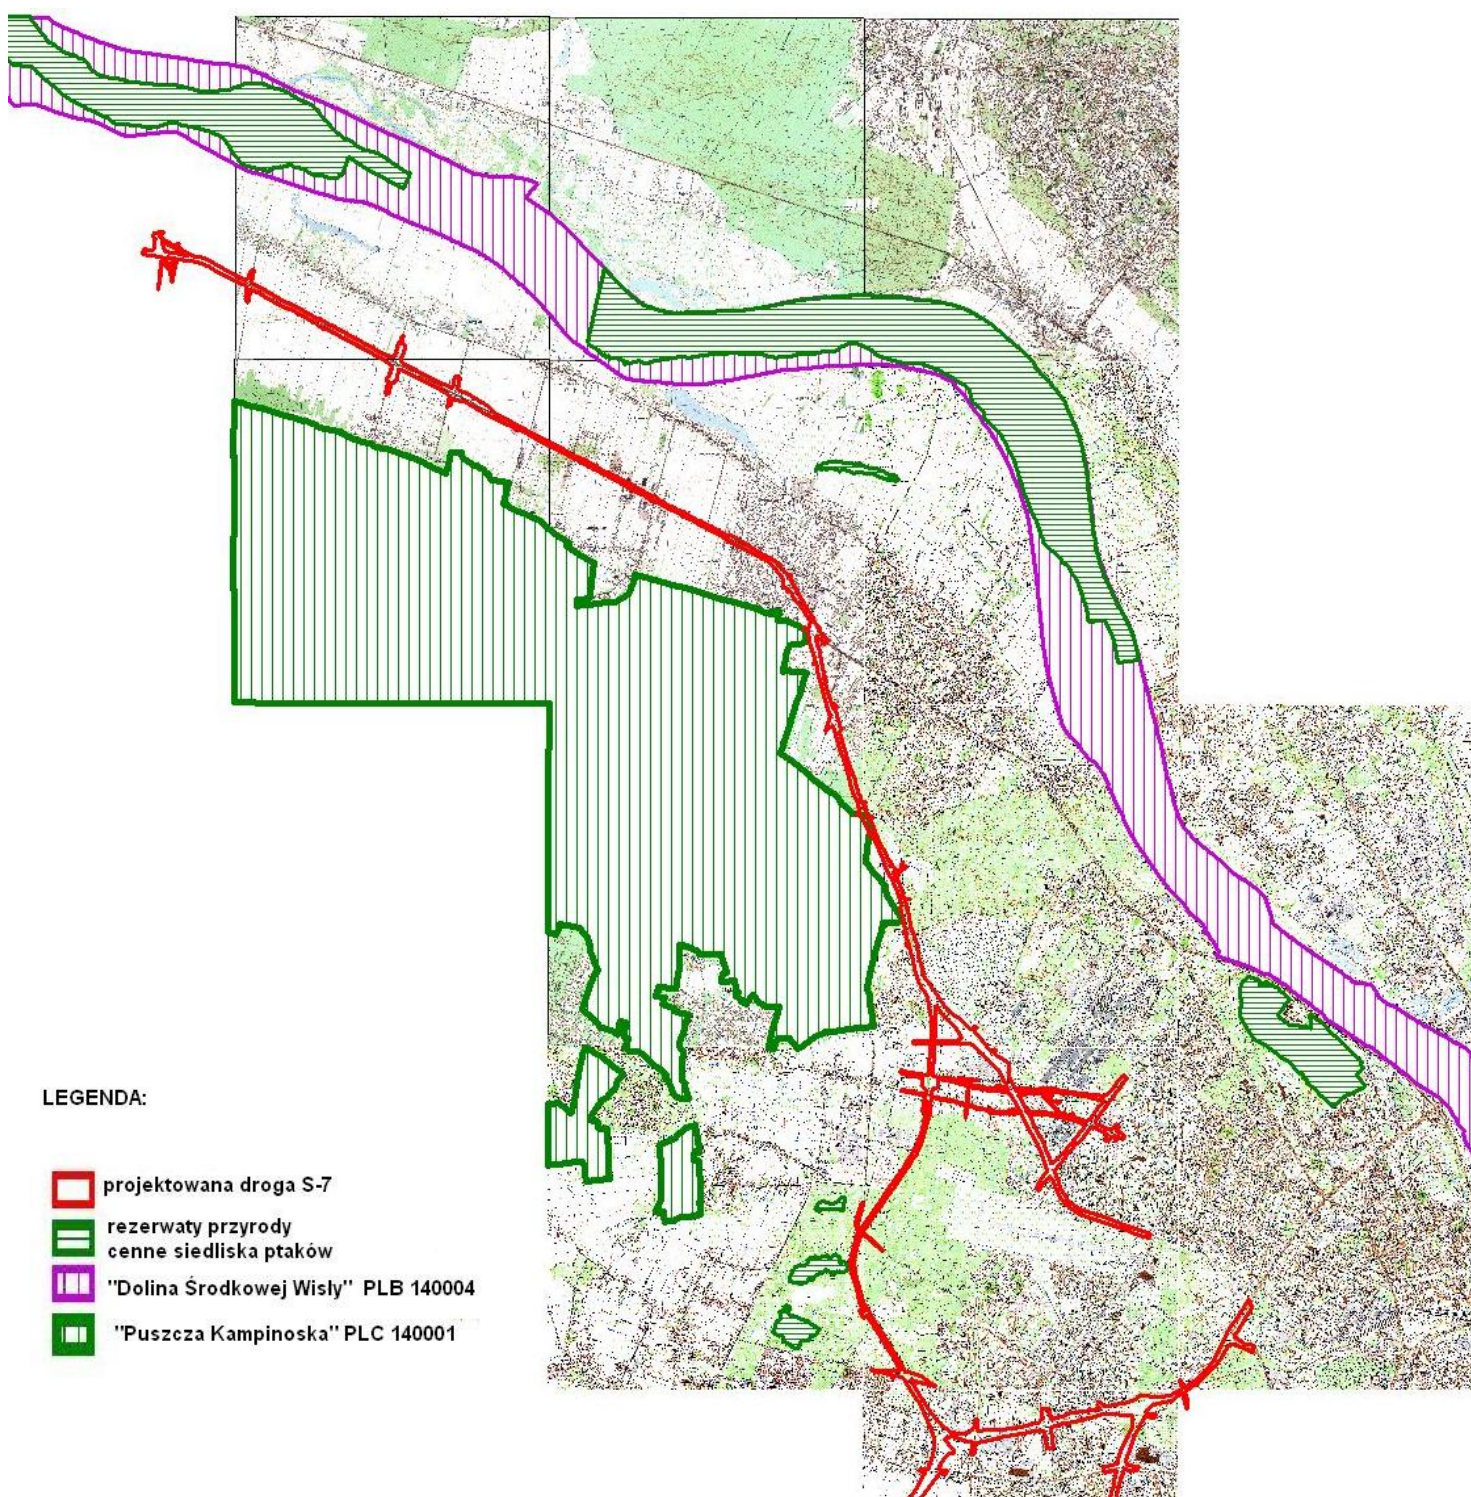 LEGENDA:
projektowana droga S-7
rezerwaty przyrody
cenne siedliska ptaków
"Dolina Środkowej Wisły" PLB 140004
"Puszcza Kampinoska" PLC 140001